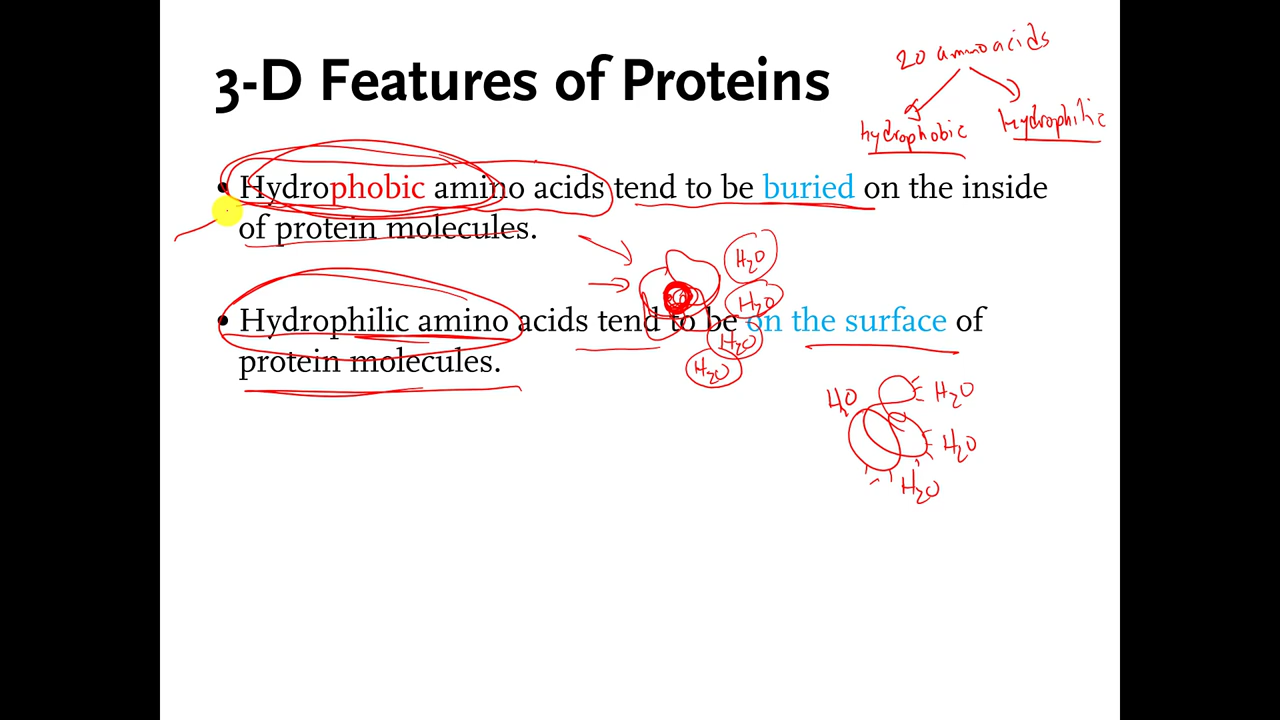 3-D Features of Proteins
20 amino acids
hydrophobic
Hydrophilic
• Hydrophobic amino acids tend to be buried on the inside
of protein molecules.
H2O
H2O
• Hydrophilic amino acids tend to be on the surface of
protein molecules.
H2O
H2O
H2O
H2O
H2O
H2O